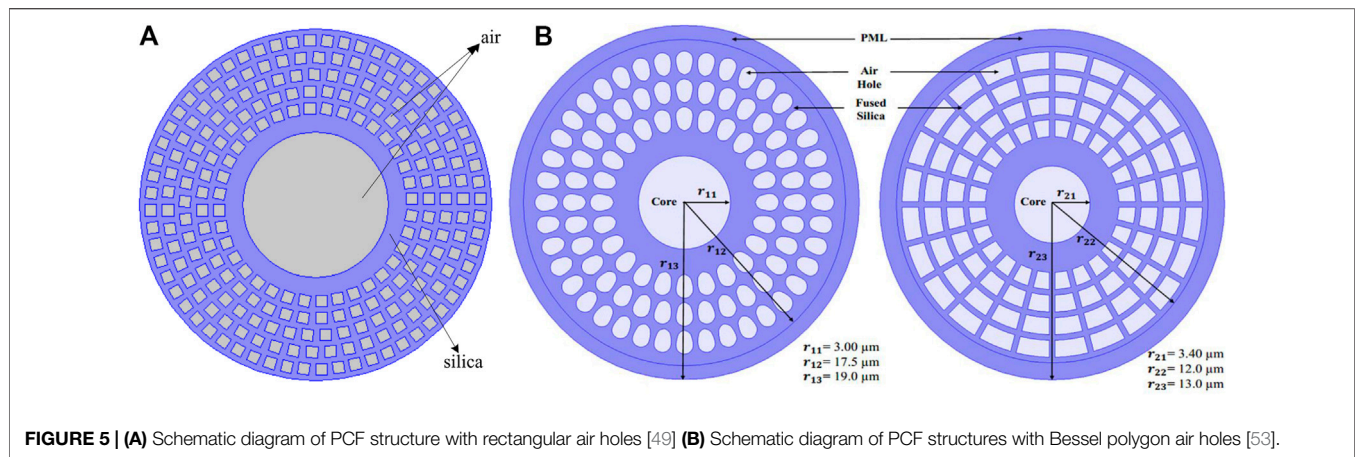 A
air
silica
B
PML
Air
Hole
Fused
Silica
Core
r11
r12
r13
r11= 3.00 µm
r12= 17.5 µm
r13= 19.0 µm
Core
r21
r22
r23
r21= 3.40 µm
r22= 12.0 µm
r23= 13.0 µm
FIGURE 5 | (A) Schematic diagram of PCF structure with rectangular air holes [49] (B) Schematic diagram of PCF structures with Bessel polygon air holes [53].